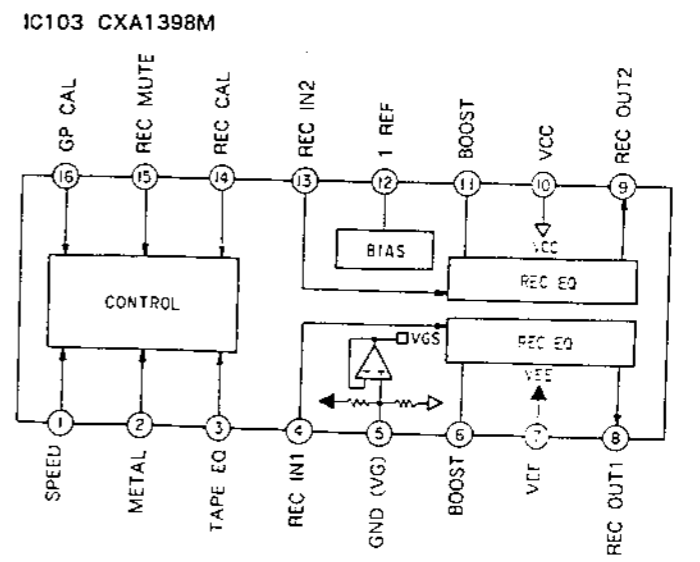 IC103 CXA1398M
GP CAL
REC MUTE
REC CAL
REC IN2
1 REF
BOOST
VCC
REC OUT2
16
15
14
13
12
11
10
9
BIAS
VCC
REC EQ
CONTROL
VGS
REC EQ
VEE
1
2
3
4
5
6
7
8
SPEED
METAL
TAPE EQ
REC IN1
GND (VG)
BOOST
VEE
REC OUT1